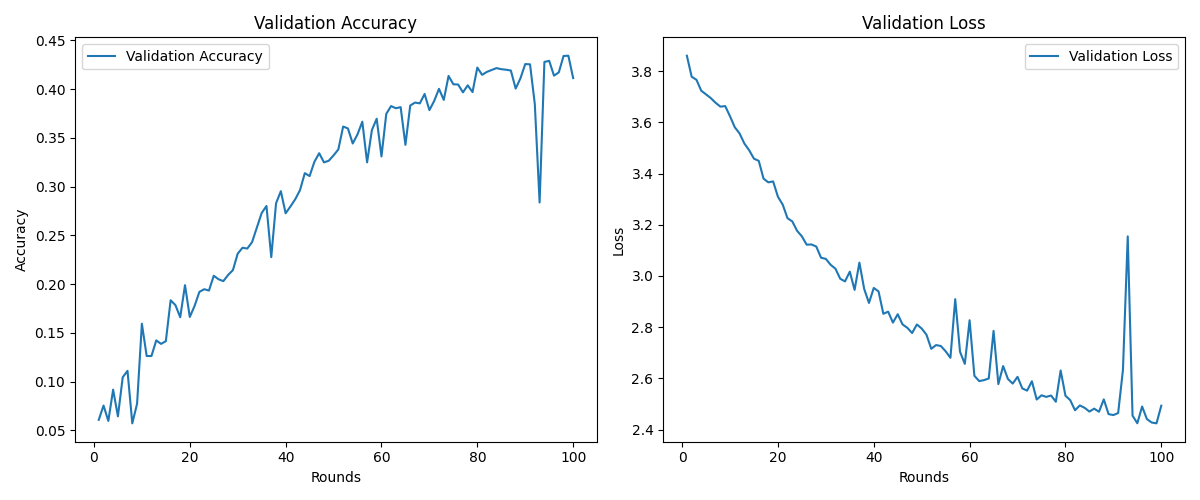 Validation Accuracy
Validation Accuracy
0.45
0.40
0.35
0.30
0.25
0.20
0.15
0.10
0.05
Accuracy
0 20 40 60 80 100
Rounds
Validation Loss
Validation Loss
3.8
3.6
3.4
3.2
3.0
2.8
2.6
2.4
Loss
0 20 40 60 80 100
Rounds